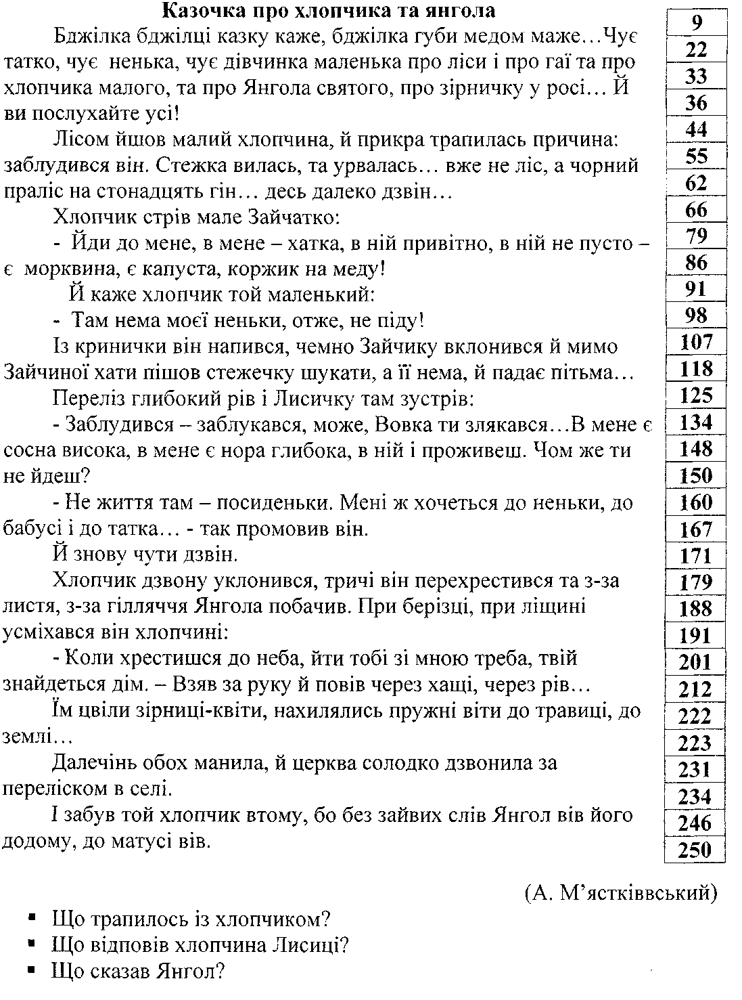 Казочка про хлопчика та янгола
Бджілка бджілці казку каже, бджілка губи медом маже…Чує 9
татко, чує ненька, чує дівчинка маленька про ліси і про гаї та про 22
хлопчика малого, та про Янгола святого, про зірничку у росі… Й 33
ви послухайте усі! 36
Лісом йшов малий хлопчина, й прикра трапилась причина: 44
заблудився він. Стежка вилась, та урвалась… вже не ліс, а чорний 55
праліс на стонадцять гін… десь далеко дзвін… 62
Хлопчик стрів мале Зайчатко: 66
- Йди до мене, в мене – хатка, в ній привітно, в ній не пусто – 79
є морквина, є капуста, коржик на меду! 86
Й каже хлопчик той маленький: 91
- Там нема моєї неньки, отже, не піду! 98
Із кринички він напився, чемно Зайчику вклонився й мимо 107
Зайчиної хати пішов стежечку шукати, а її нема, й падає пітьма… 118
Переліз глибокий рів і Лисичку там зустрів: 125
- Заблудився – заблукався, може, Вовка ти злякався…В мене є 134
сосна висока, в мене є нора глибока, в ній і проживеш. Чом же ти 148
не йдеш? 150
- Не життя там – посиденьки. Мені ж хочеться до неньки, до 160
бабусі і до татка… - так промовив він. 167
Й знову чути дзвін. 171
Хлопчик дзвону уклонився, тричі він перехрестився та з-за 179
листя, з-за гілляччя Янгола побачив. При берізці, при ліщині 188
усміхався він хлопчині: 191
- Коли хрестишся до неба, йти тобі зі мною треба, твій 201
знайдеться дім. – Взяв за руку й повів через хащі, через рів… 212
Їм цвіли зірниці-квіти, нахилялись пружні віти до травиці, до 222
землі… 223
Далечінь обох манила, й церква солодко дзвонила за 231
переліском в селі. 234
І забув той хлопчик втому, бо без зайвих слів Янгол вів його 246
додому, до матусі вів. 250
(А. М’ястківвський)
▪ Що трапилось із хлопчиком?
▪ Що відповів хлопчина Лисиці?
▪ Що сказав Янгол?